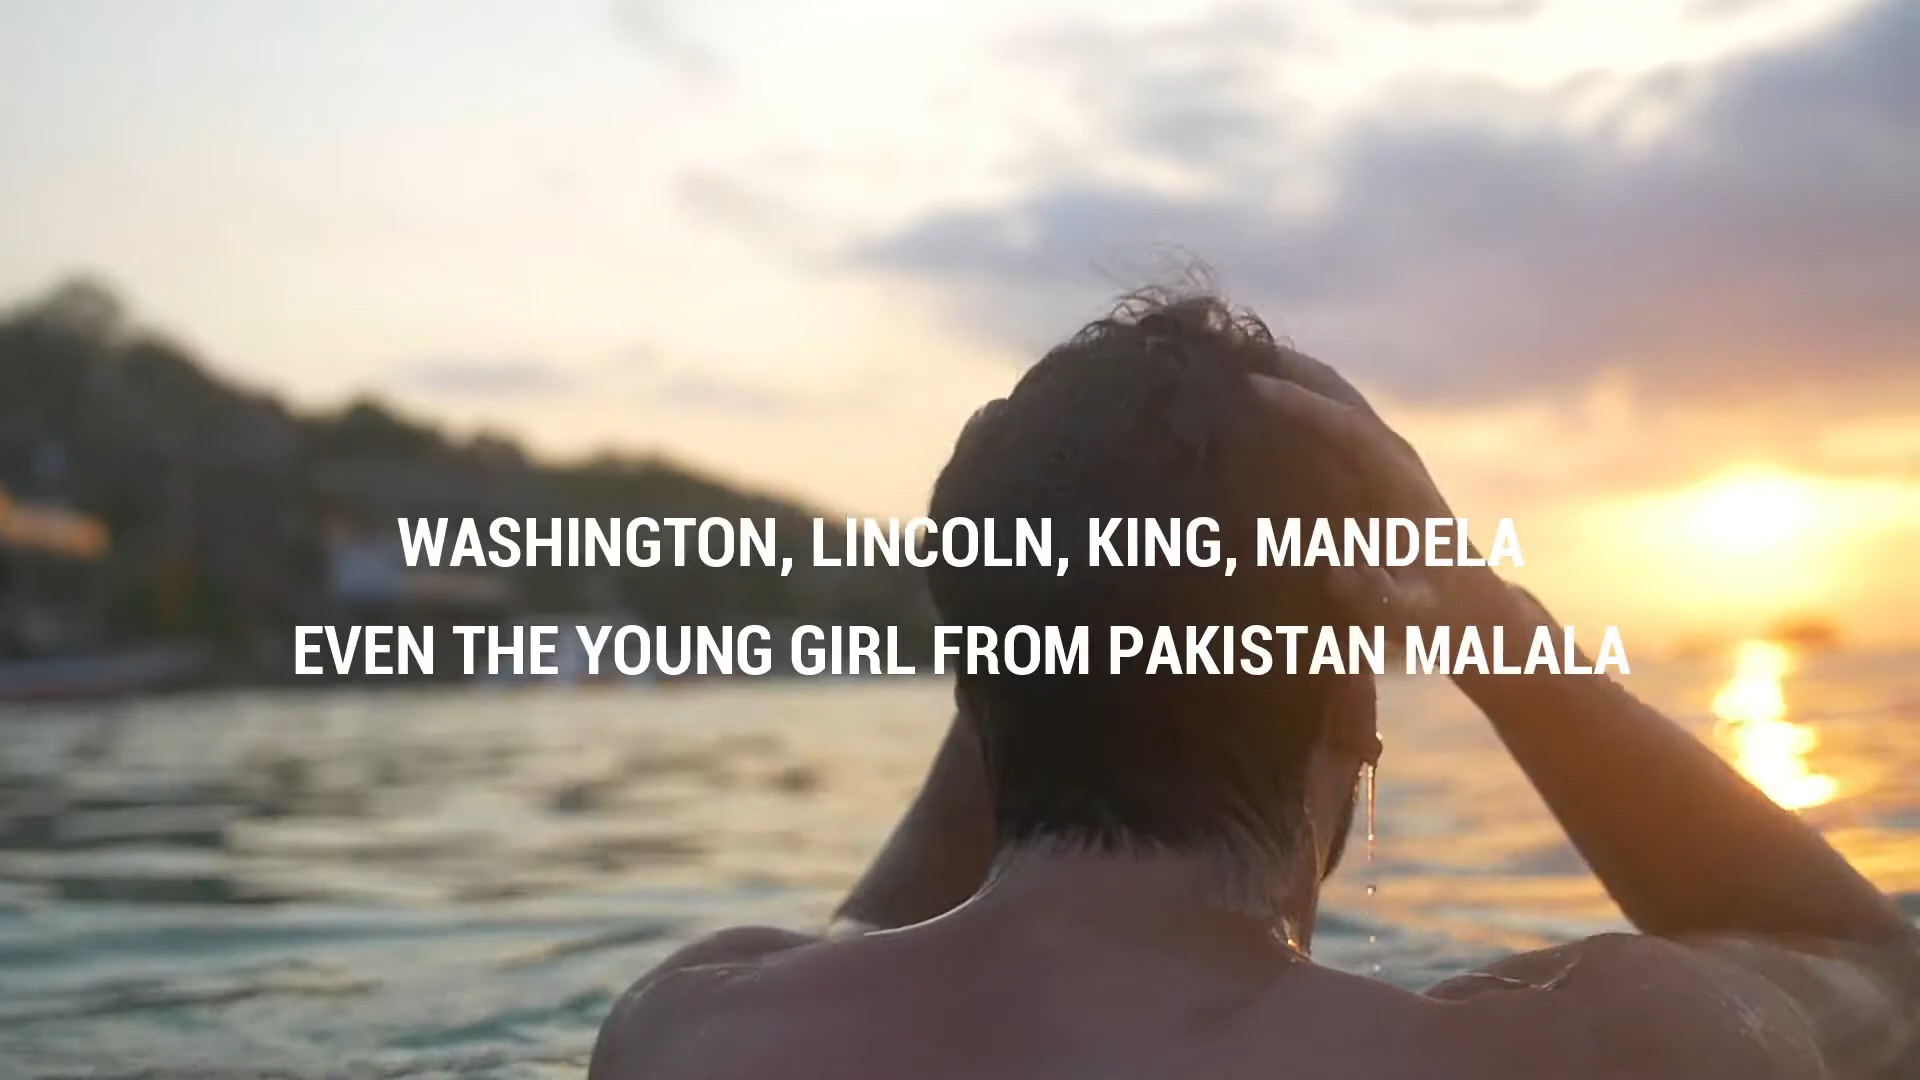 WASHINGTON, LINCOLN, KING, MANDELA
EVEN THE YOUNG GIRL FROM PAKISTAN MALALA